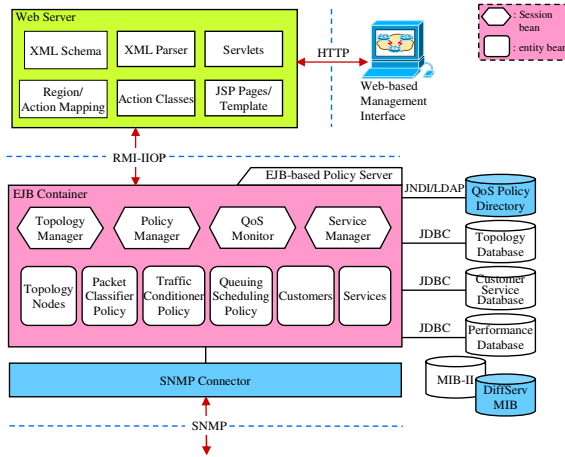 Web Server
XML Schema
XML Parser
Servlets
Region/
Action Mapping
Action Classes
JSP Pages/
Template
HTTP
Web-based
Management
Interface
: Session
bean
: entity bean
RMI-IIOP
EJB-based Policy Server
EJB Container
Topology
Manager
Policy
Manager
QoS
Monitor
Service
Manager
Topology
Nodes
Packet
Classifier
Policy
Traffic
Conditioner
Policy
Queuing
Scheduling
Policy
Customers
Services
JNDI/LDAP
QoS Policy
Directory
JDBC
Topology
Database
JDBC
Customer
Service
Database
JDBC
Performance
Database
MIB-II
DiffServ
MIB
SNMP Connector
SNMP